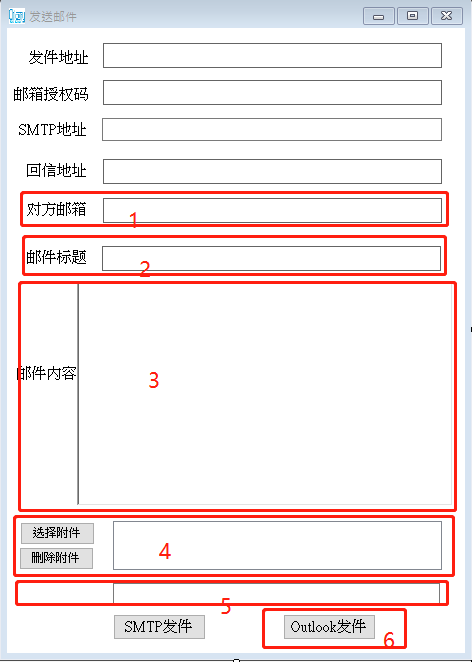 发送邮件
发件地址
邮箱授权码
SMTP地址
回信地址
对方邮箱
1
邮件标题
2
邮件内容
3
选择附件
删除附件
4
5
SMTP发件
Outlook发件
6